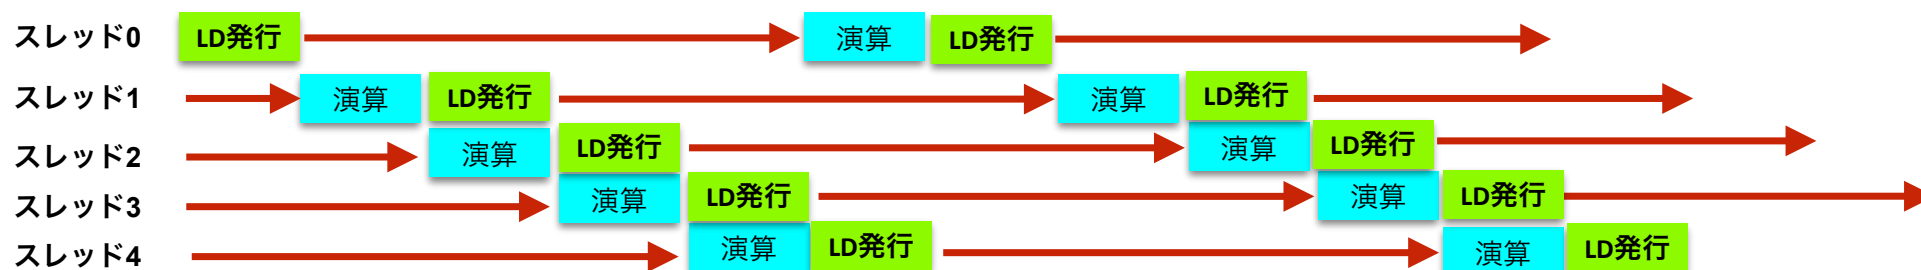 スレッド0 LD発行 演算 LD発行
スレッド1 演算 LD発行 演算 LD発行
スレッド2 演算 LD発行 演算 LD発行
スレッド3 演算 LD発行 演算 LD発行
スレッド4 演算 LD発行 演算 LD発行